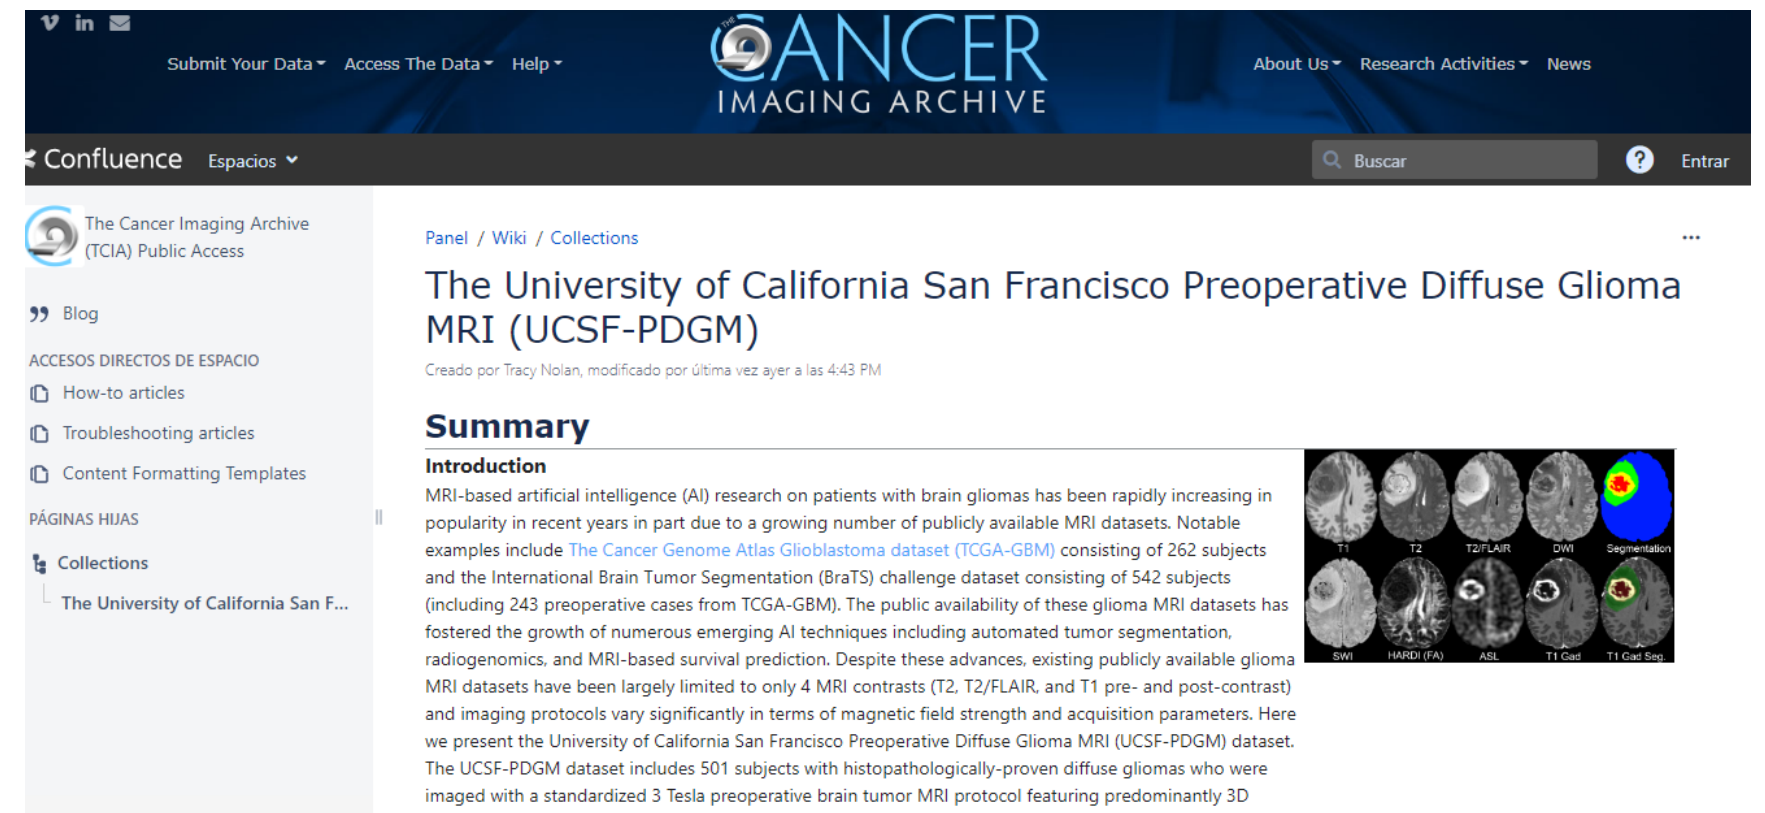 Submit Your Data
Access The Data
Help
THE
CANCER
IMAGING ARCHIVE
About Us
Research Activities
News
Confluence
Espacios
Buscar
?
Entrar
The Cancer Imaging Archive
(TCIA) Public Access
Blog
ACCESOS DIRECTOS DE ESPACIO
How-to articles
Troubleshooting articles
Content Formatting Templates
PÁGINAS HIJAS
Collections
The University of California San F...
Panel / Wiki / Collections
The University of California San Francisco Preoperative Diffuse Glioma
MRI (UCSF-PDGM)
Creado por Tracy Nolan, modificado por última vez ayer a las 4:43 PM
Summary
Introduction
MRI-based artificial intelligence (AI) research on patients with brain gliomas has been rapidly increasing in
popularity in recent years in part due to a growing number of publicly available MRI datasets. Notable
examples include The Cancer Genome Atlas Glioblastoma dataset (TCGA-GBM) consisting of 262 subjects
and the International Brain Tumor Segmentation (BraTS) challenge dataset consisting of 542 subjects
(including 243 preoperative cases from TCGA-GBM). The public availability of these glioma MRI datasets has
fostered the growth of numerous emerging AI techniques including automated tumor segmentation,
radiogenomics, and MRI-based survival prediction. Despite these advances, existing publicly available glioma
MRI datasets have been largely limited to only 4 MRI contrasts (T2, T2/FLAIR, and T1 pre- and post-contrast)
and imaging protocols vary significantly in terms of magnetic field strength and acquisition parameters. Here
we present the University of California San Francisco Preoperative Diffuse Glioma MRI (UCSF-PDGM) dataset.
The UCSF-PDGM dataset includes 501 subjects with histopathologically-proven diffuse gliomas who were
imaged with a standardized 3 Tesla preoperative brain tumor MRI protocol featuring predominantly 3D
T1 T2 T2/FLAIR DWI Segmentation
SWI HARDI (FA) ASL T1 Gad T1 Gad Seg.